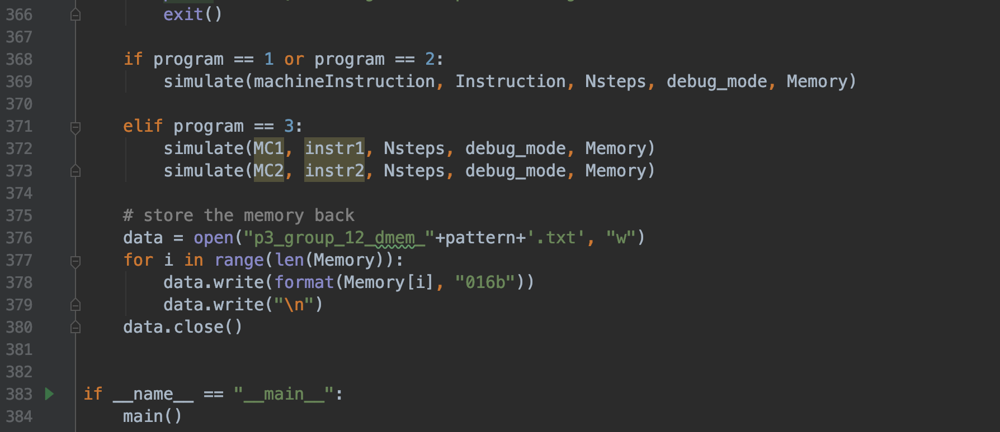 366 exit()
367
368 if program == 1 or program == 2:
369 simulate(machineInstruction, Instruction, Nsteps, debug_mode, Memory)
370
371 elif program == 3:
372 simulate(MC1, instr1, Nsteps, debug_mode, Memory)
373 simulate(MC2, instr2, Nsteps, debug_mode, Memory)
374
375 # store the memory back
376 data = open("p3_group_12_dmem_"+pattern+'.txt', "w")
377 for i in range(len(Memory)):
378 data.write(format(Memory[i], "016b"))
379 data.write("\n")
380 data.close()
381
382
383 if __name__ == "__main__":
384 main()